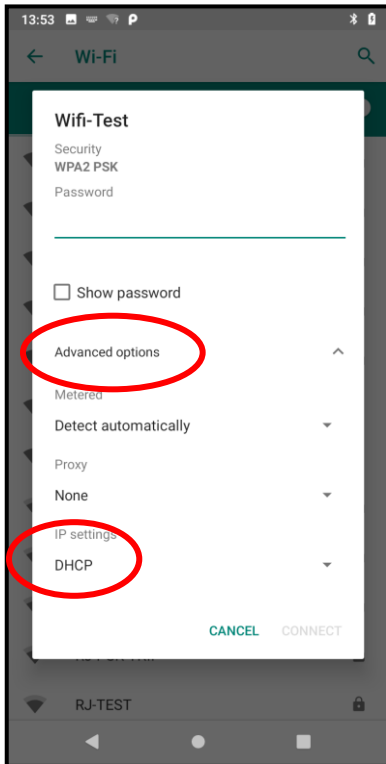 13:53
Wi-Fi
Wifi-Test
Security
WPA2 PSK
Password
Show password
Advanced options
Metered
Detect automatically
Proxy
None
IP settings
DHCP
CANCEL CONNECT
RJ-TEST